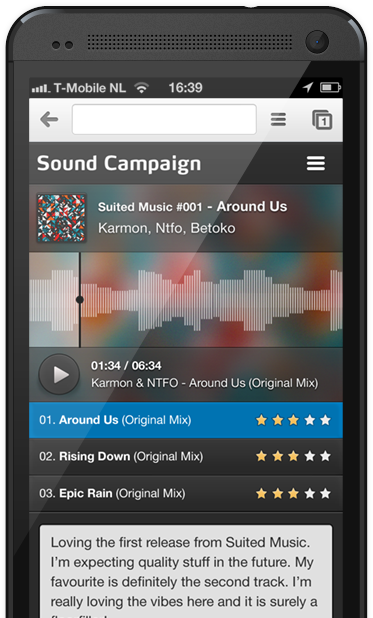 T-Mobile NL 16:39
1
Sound Campaign
Suited Music #001 - Around Us
Karmon, Ntfo, Betoko
01:34 / 06:34
Karmon & NTFO - Around Us (Original Mix)
01. Around Us (Original Mix)
02. Rising Down (Original Mix)
03. Epic Rain (Original Mix)
Loving the first release from Suited Music.
I'm expecting quality stuff in the future. My
favourite is definitely the second track. I'm
really loving the vibes here and it is surely a